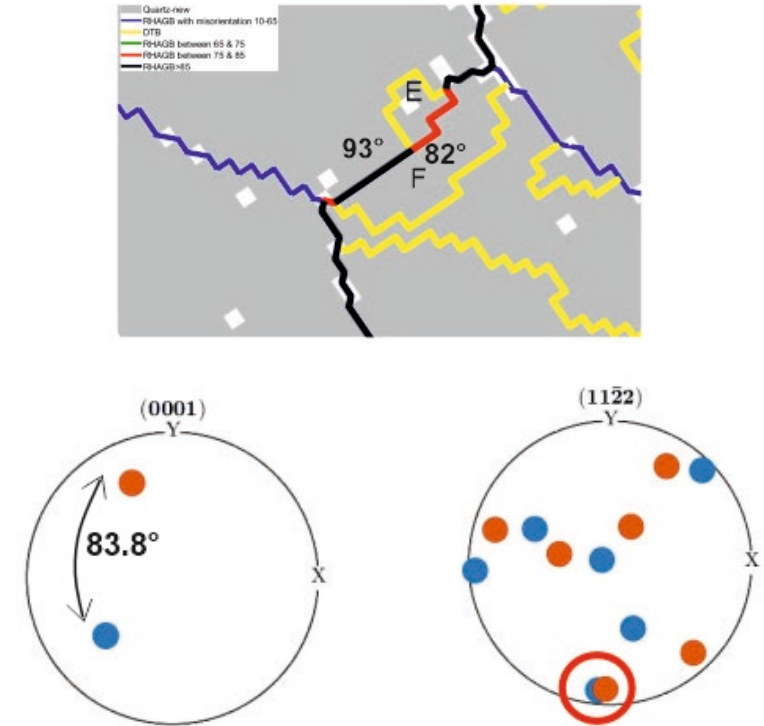 Quartz-new
RHAGB with misorientation 10-65
DTB
RHAGB between 65 & 75
RHAGB between 75 & 85
RHAGB>85
E
93°
82°
F
(0001)
Y
X
83.8°
(112̄2)
Y
X